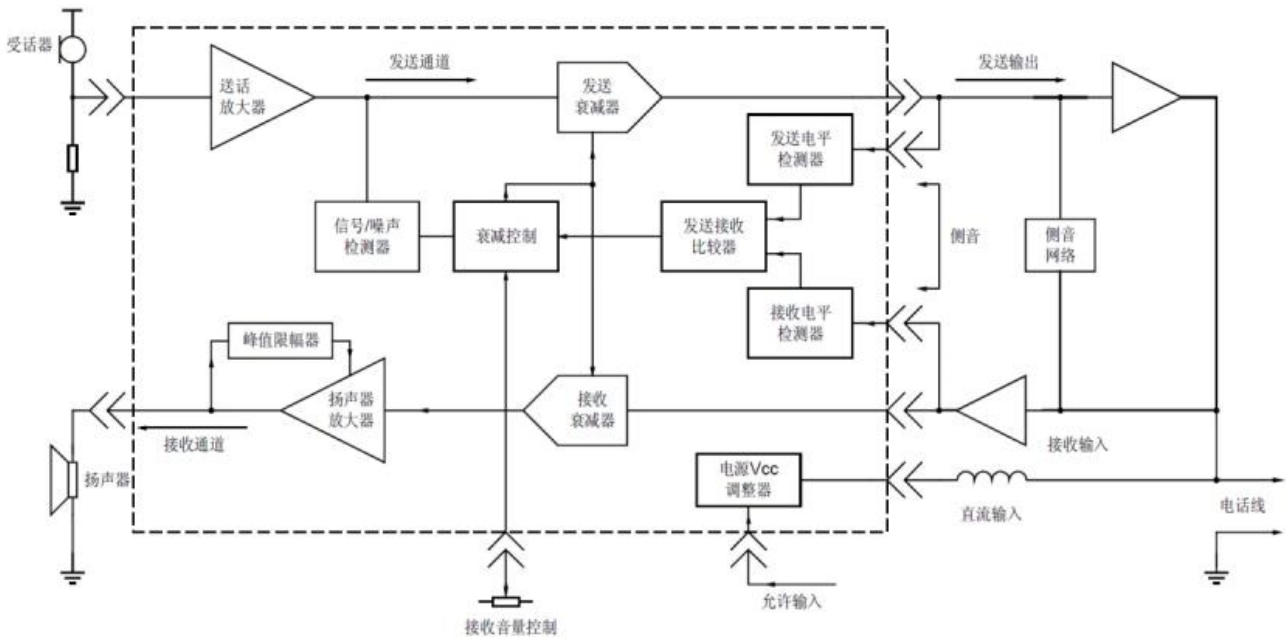 受话器
送话
放大器
发送通道
发送
衰减器
发送输出
发送电平
检测器
信号/噪声
检测器
衰减控制
发送接收
比较器
侧音
侧音
网络
接收电平
检测器
峰值限幅器
扬声器
放大器
接收
衰减器
接收通道
接收输入
扬声器
电源Vcc
调整器
直流输入
电话线
允许输入
接收音量控制